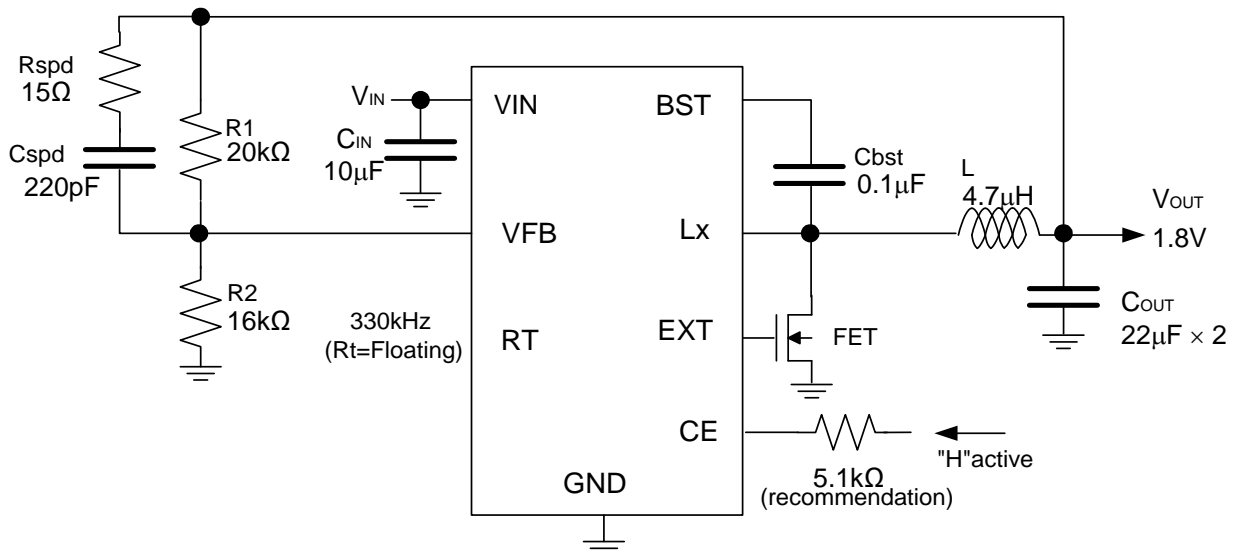 Rspd
15Ω
Cspd
220pF
R1
20kΩ
R2
16kΩ
VIN
CIN
10μF
330kHz
(Rt=Floating)
VIN
VFB
RT
GND
BST
Lx
EXT
CE
Cbst
0.1μF
L
4.7μH
VOUT
1.8V
COUT
22μF × 2
FET
5.1kΩ
(recommendation)
"H"active